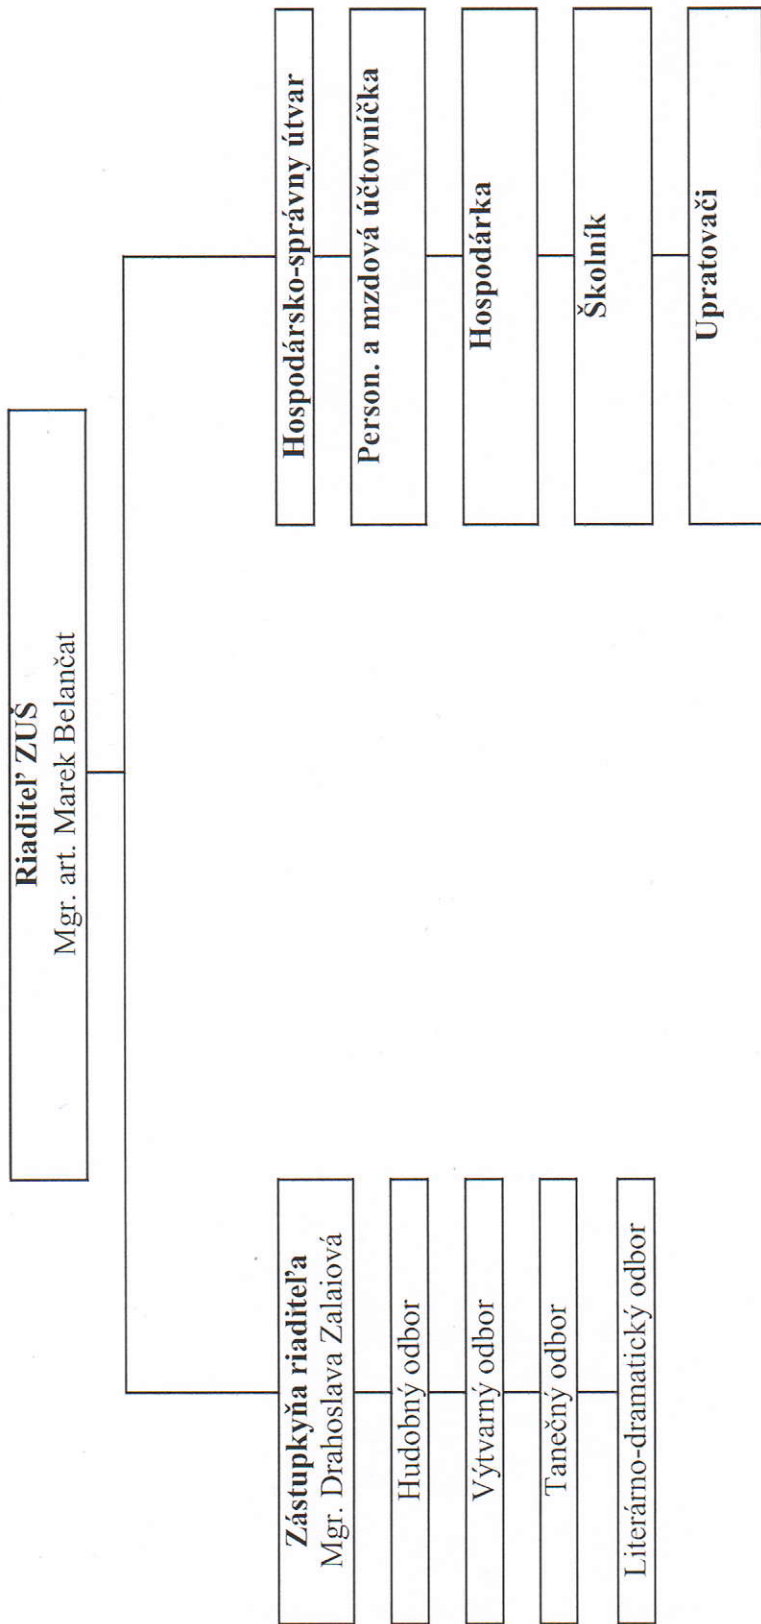 Riaditeľ ZUŠ
Mgr. art. Marek Belančat
Zástupkyňa riaditeľa
Mgr. Drahoslava Zalaiová
Hudobný odbor
Výtvarný odbor
Tanečný odbor
Literárno-dramatický odbor
Hospodársko-správny útvar
Person. a mzdová účtovníčka
Hospodárka
Školník
Upratovači